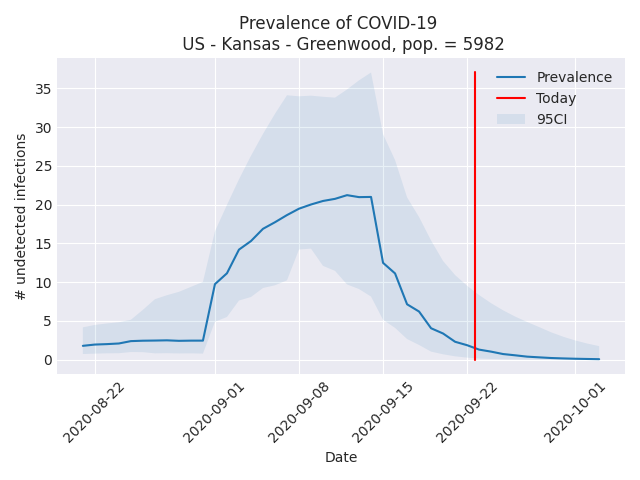 Prevalence of COVID-19
US - Kansas - Greenwood, pop. = 5982
Prevalence
Today
95CI
# undetected infections
35
30
25
20
15
10
5
0
2020-08-22
2020-09-01
2020-09-08
2020-09-15
2020-09-22
2020-10-01
Date